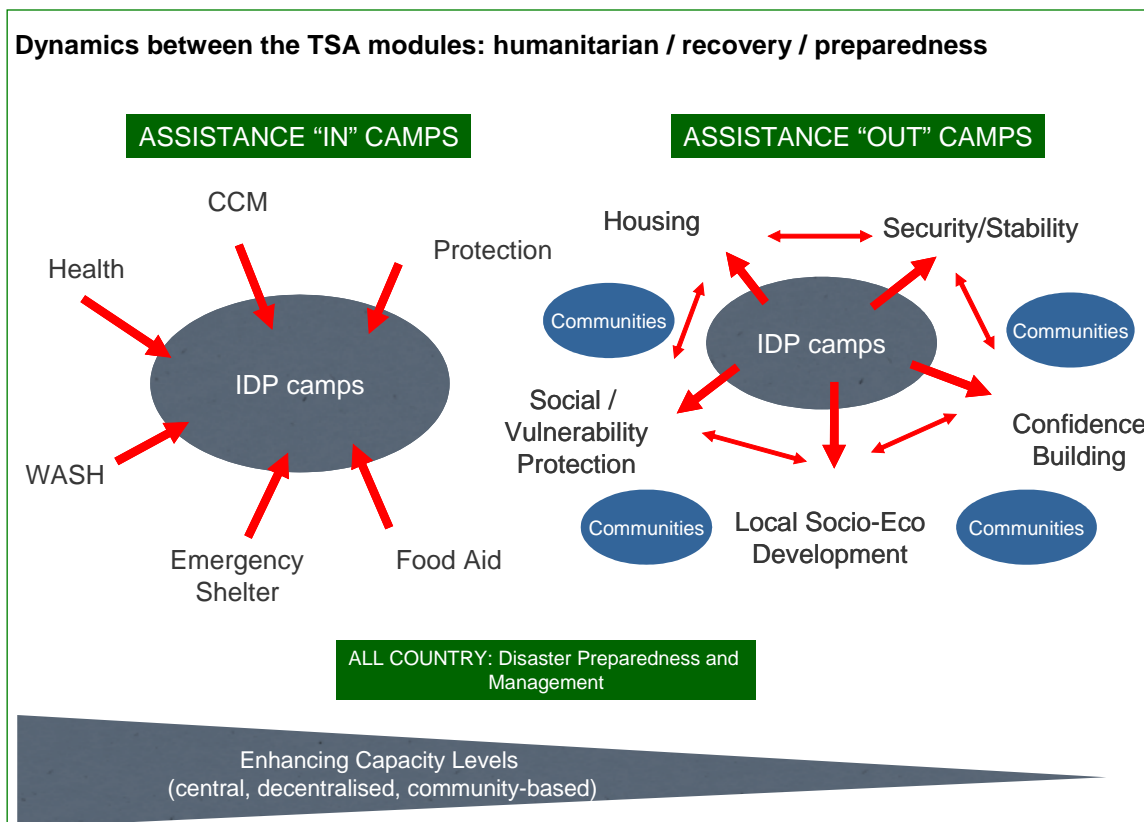 Dynamics between the TSA modules: humanitarian / recovery / preparedness
ASSISTANCE “IN” CAMPS
CCM
Health
Protection
IDP camps
WASH
Emergency
Shelter
Food Aid
ASSISTANCE “OUT” CAMPS
Housing
Security/Stability
Communities
Communities
IDP camps
Social /
Vulnerability
Protection
Confidence
Building
Communities
Local Socio-Eco
Development
Communities
ALL COUNTRY: Disaster Preparedness and
Management
Enhancing Capacity Levels
(central, decentralised, community-based)